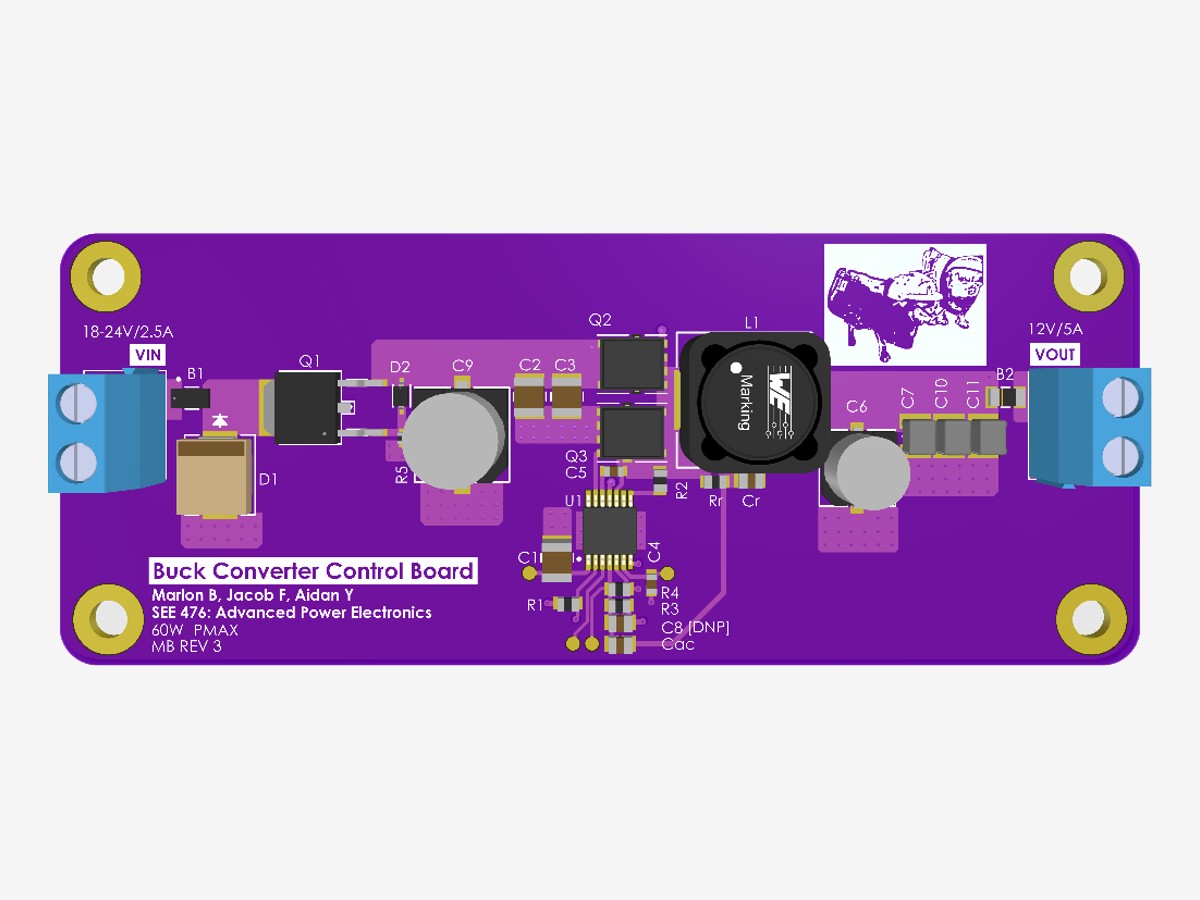 18-24V/2.5A
VIN
B1
Q1
D2
C9
C2
C3
Q2
L1
12V/5A
VOUT
B2
C7
C10
C11
C6
D1
R5
Q3
C5
U1
R2
Rr
Cr
WE
Marking
C1
C4
R1
R4
R3
C8 [DNP]
Cac
Buck Converter Control Board
Marlon B, Jacob F, Aidan Y
SEE 476: Advanced Power Electronics
60W PMAX
MB REV 3